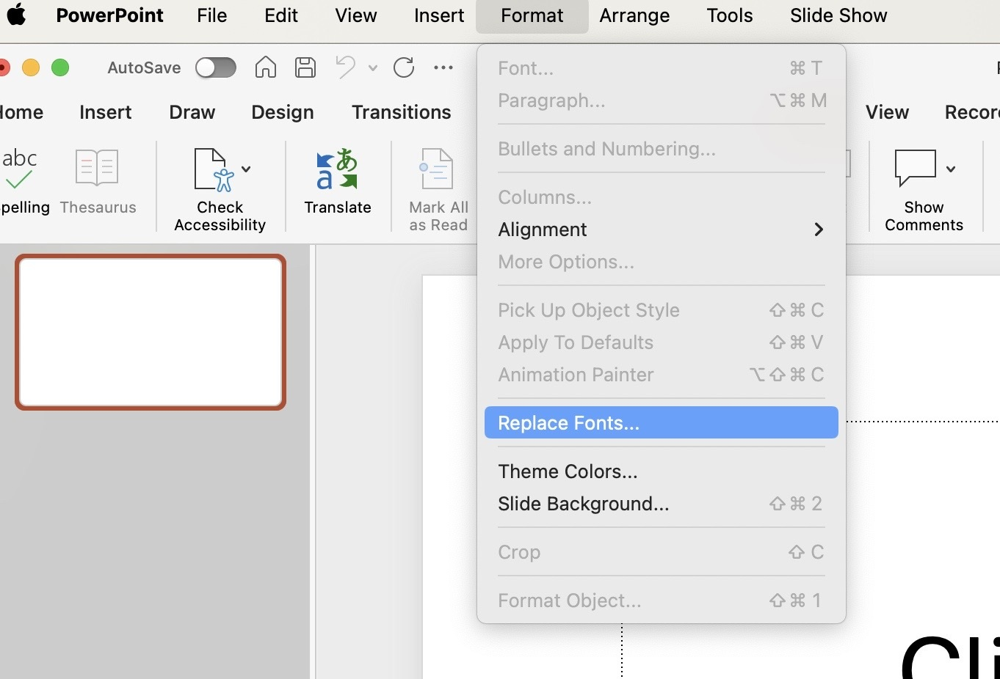 PowerPoint File Edit View Insert Format Arrange Tools Slide Show
AutoSave
Home Insert Draw Design Transitions View Recor
abc
Spelling
Thesaurus
Check
Accessibility
a あ
Translate
Mark All
as Read
Show
Comments
Font... ⌘ T
Paragraph... ⌥ ⌘ M
Bullets and Numbering...
Columns...
Alignment
More Options...
Pick Up Object Style ⇧ ⌘ C
Apply To Defaults ⇧ ⌘ V
Animation Painter ⌥ ⇧ ⌘ C
Replace Fonts...
Theme Colors...
Slide Background... ⇧ ⌘ 2
Crop ⇧ C
Format Object... ⇧ ⌘ 1
Cli